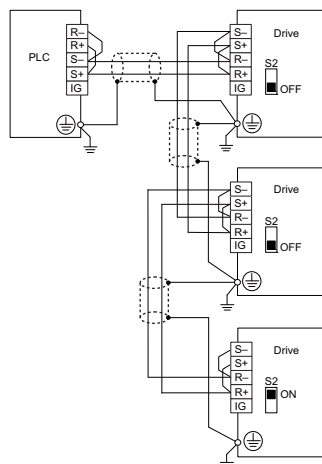 PLC
R–
R+
S–
S+
IG
S–
S+
R–
R+
IG
Drive
S2
OFF
S–
S+
R–
R+
IG
Drive
S2
OFF
S–
S+
R–
R+
IG
Drive
S2
ON